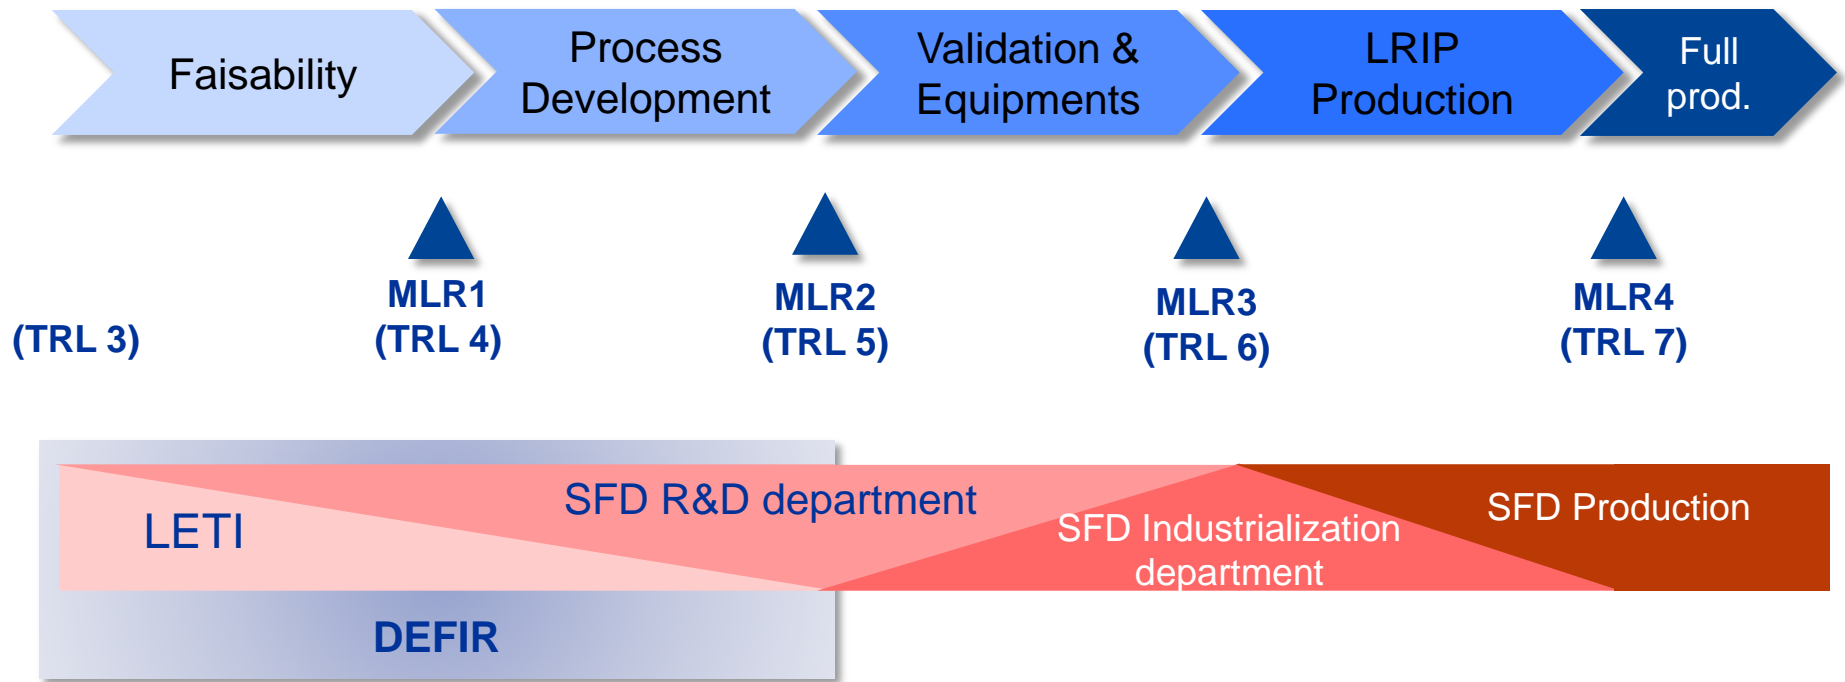 Faisability
Process
Development
Validation &
Equipments
LRIP
Production
Full
prod.
(TRL 3)
MLR1
(TRL 4)
MLR2
(TRL 5)
MLR3
(TRL 6)
MLR4
(TRL 7)
LETI
SFD R&D department
SFD Industrialization
department
SFD Production
DEFIR